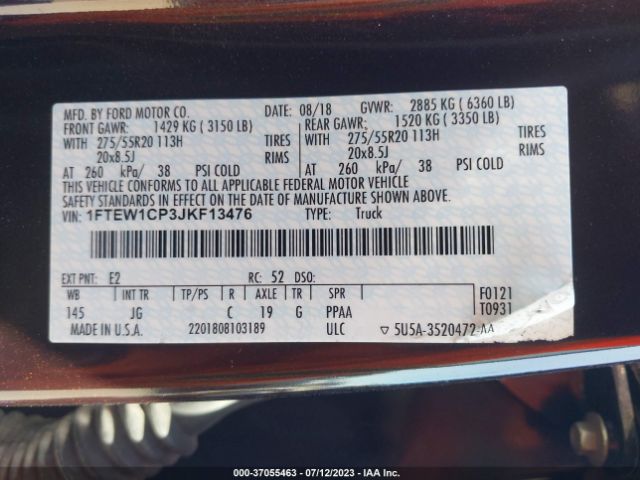 MFD. BY FORD MOTOR CO. DATE: 08/18 GVWR: 2885 KG ( 6360 LB)
FRONT GAWR: 1429 KG ( 3150 LB) REAR GAWR: 1520 KG ( 3350 LB)
WITH 275/55R20 113H TIRES WITH 275/55R20 113H TIRES
20x8.5J RIMS 20x8.5J RIMS
AT 260 kPa/ 38 PSI COLD AT 260 kPa/ 38 PSI COLD
THIS VEHICLE CONFORMS TO ALL APPLICABLE FEDERAL MOTOR VEHICLE
SAFETY STANDARDS IN EFFECT ON THE DATE OF MANUFACTURE SHOWN ABOVE.
VIN: 1FTEW1CP3JKF13476 TYPE: Truck
EXT PNT: E2 RC: 52 DSO:
WB INT TR TP/PS R AXLE TR SPR F0121
145 JG C 19 G PPAA T0931
MADE IN U.S.A. 2201808103189 ULC ▽ 5U5A-3520472-AA
000-37055463 - 07/12/2023 - IAA Inc.